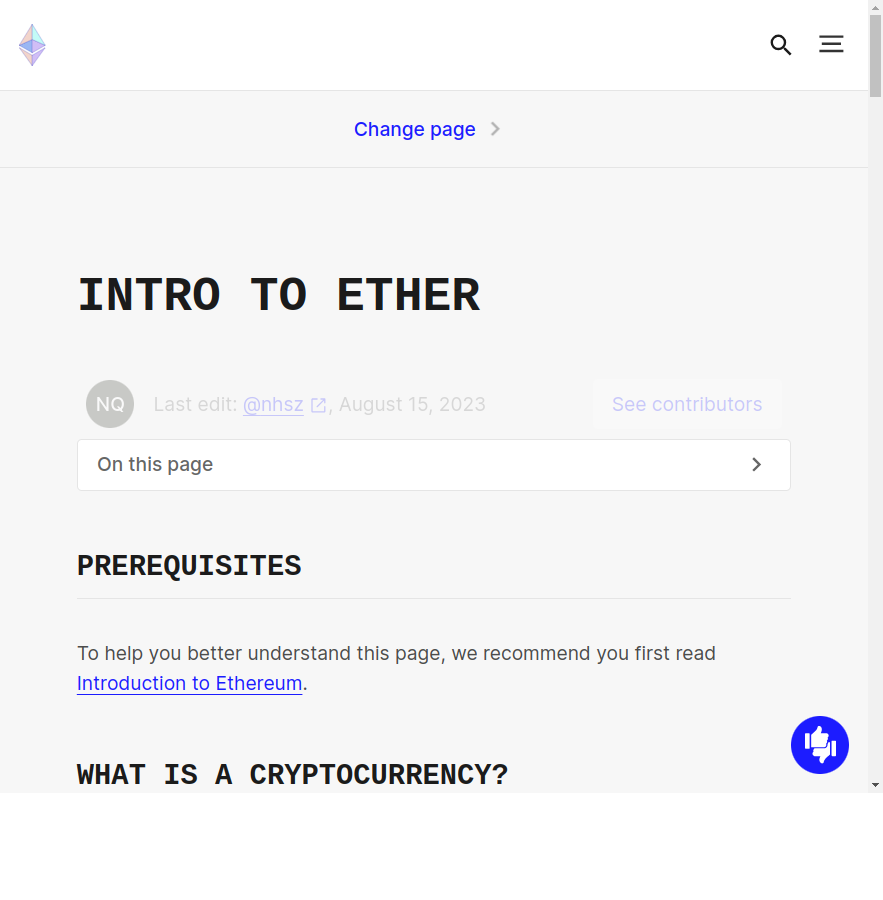 Change page
INTRO TO ETHER
NQ
Last edit: @nhsz, August 15, 2023
See contributors
On this page
PREREQUISITES
To help you better understand this page, we recommend you first read
Introduction to Ethereum.
WHAT IS A CRYPTOCURRENCY?